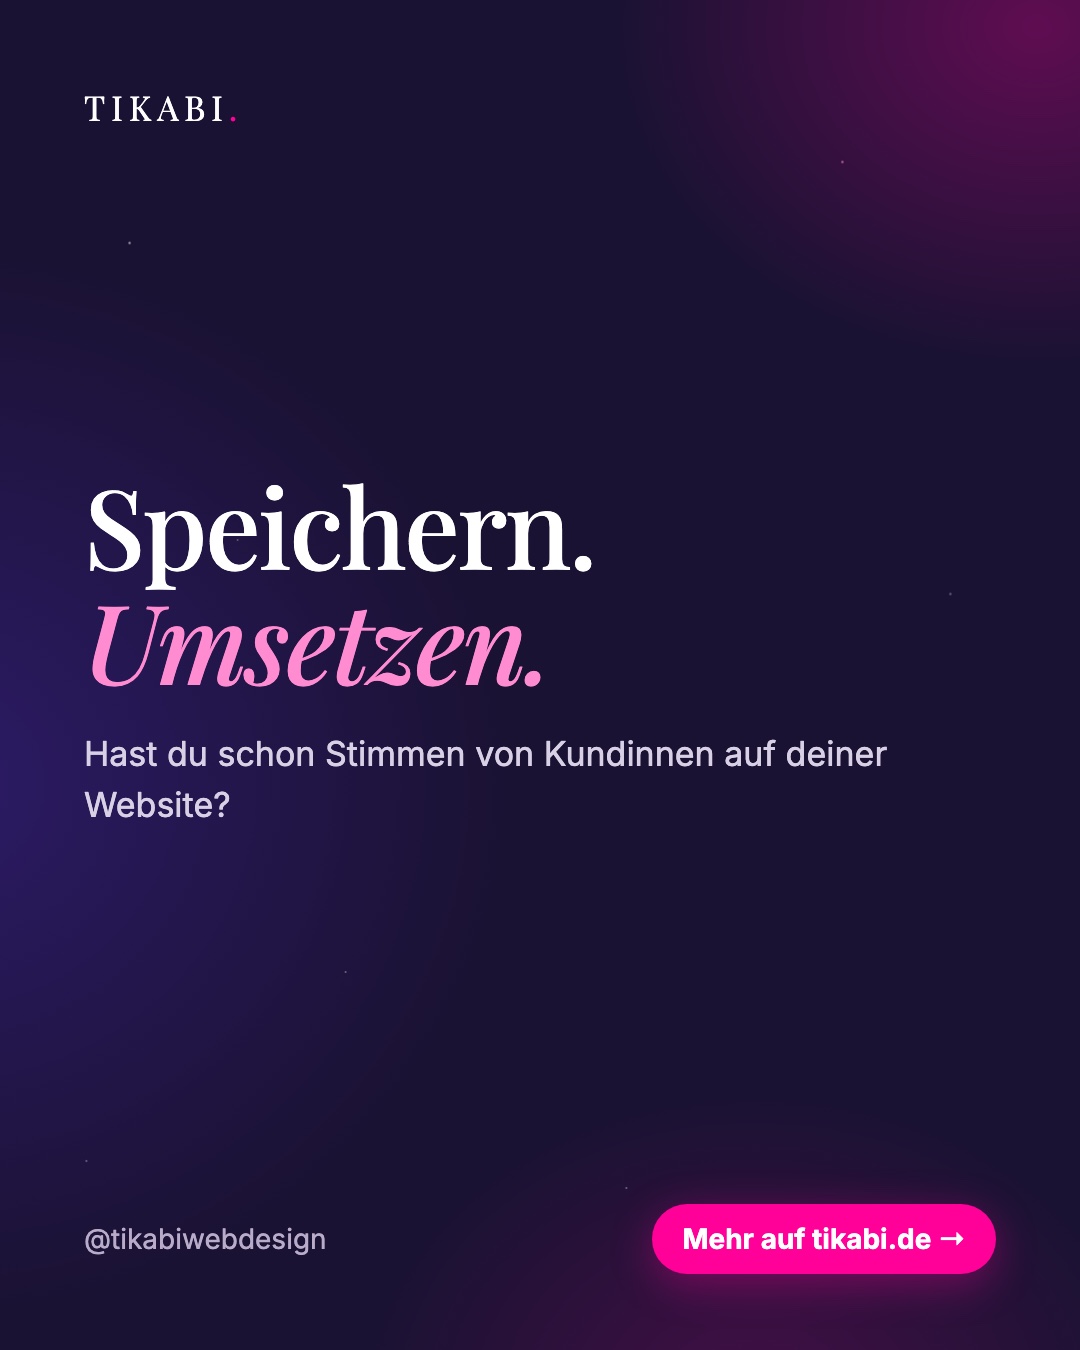 TIKABI.
Speichern.
Umsetzen.
Hast du schon Stimmen von Kundinnen auf deiner
Website?
@tikabiwebdesign
Mehr auf tikabi.de →